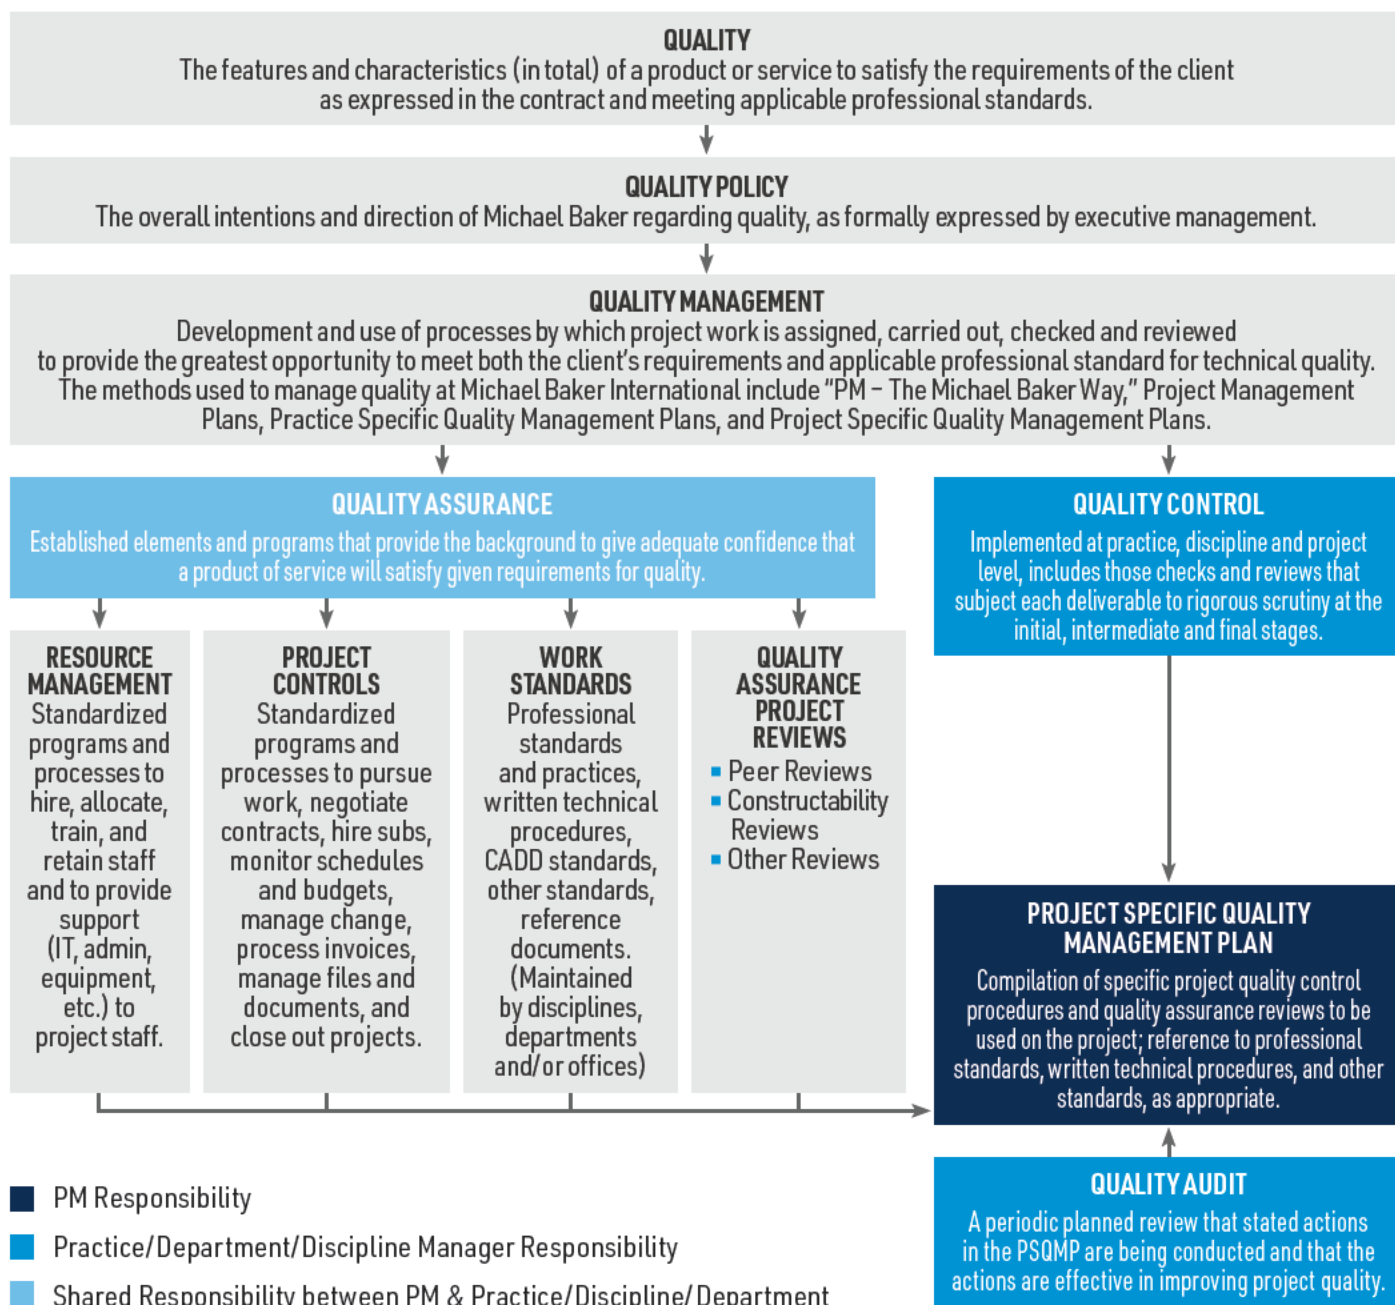 QUALITY
The features and characteristics (in total) of a product or service to satisfy the requirements of the client
as expressed in the contract and meeting applicable professional standards.
QUALITY POLICY
The overall intentions and direction of Michael Baker regarding quality, as formally expressed by executive management.
QUALITY MANAGEMENT
Development and use of processes by which project work is assigned, carried out, checked and reviewed
to provide the greatest opportunity to meet both the client's requirements and applicable professional standard for technical quality.
The methods used to manage quality at Michael Baker International include “PM – The Michael Baker Way,” Project Management
Plans, Practice Specific Quality Management Plans, and Project Specific Quality Management Plans.
QUALITY ASSURANCE
Established elements and programs that provide the background to give adequate confidence that
a product of service will satisfy given requirements for quality.
QUALITY CONTROL
Implemented at practice, discipline and project
level, includes those checks and reviews that
subject each deliverable to rigorous scrutiny at the
initial, intermediate and final stages.
RESOURCE
MANAGEMENT
Standardized
programs and
processes to
hire, allocate,
train, and
retain staff
and to provide
support
(IT, admin,
equipment,
etc.) to
project staff.
PROJECT
CONTROLS
Standardized
programs and
processes to pursue
work, negotiate
contracts, hire subs,
monitor schedules
and budgets,
manage change,
process invoices,
manage files and
documents, and
close out projects.
WORK
STANDARDS
Professional
standards
and practices,
written technical
procedures,
CADD standards,
other standards,
reference
documents.
(Maintained
by disciplines,
departments
and/or offices)
QUALITY
ASSURANCE
PROJECT
REVIEWS
Peer Reviews
Constructability
Reviews
Other Reviews
PROJECT SPECIFIC QUALITY
MANAGEMENT PLAN
Compilation of specific project quality control
procedures and quality assurance reviews to be
used on the project; reference to professional
standards, written technical procedures, and other
standards, as appropriate.
QUALITY AUDIT
A periodic planned review that stated actions
in the PSQMP are being conducted and that the
actions are effective in improving project quality.
PM Responsibility
Practice/Department/Discipline Manager Responsibility
Shared Responsibility between PM & Practice/Discipline/Department